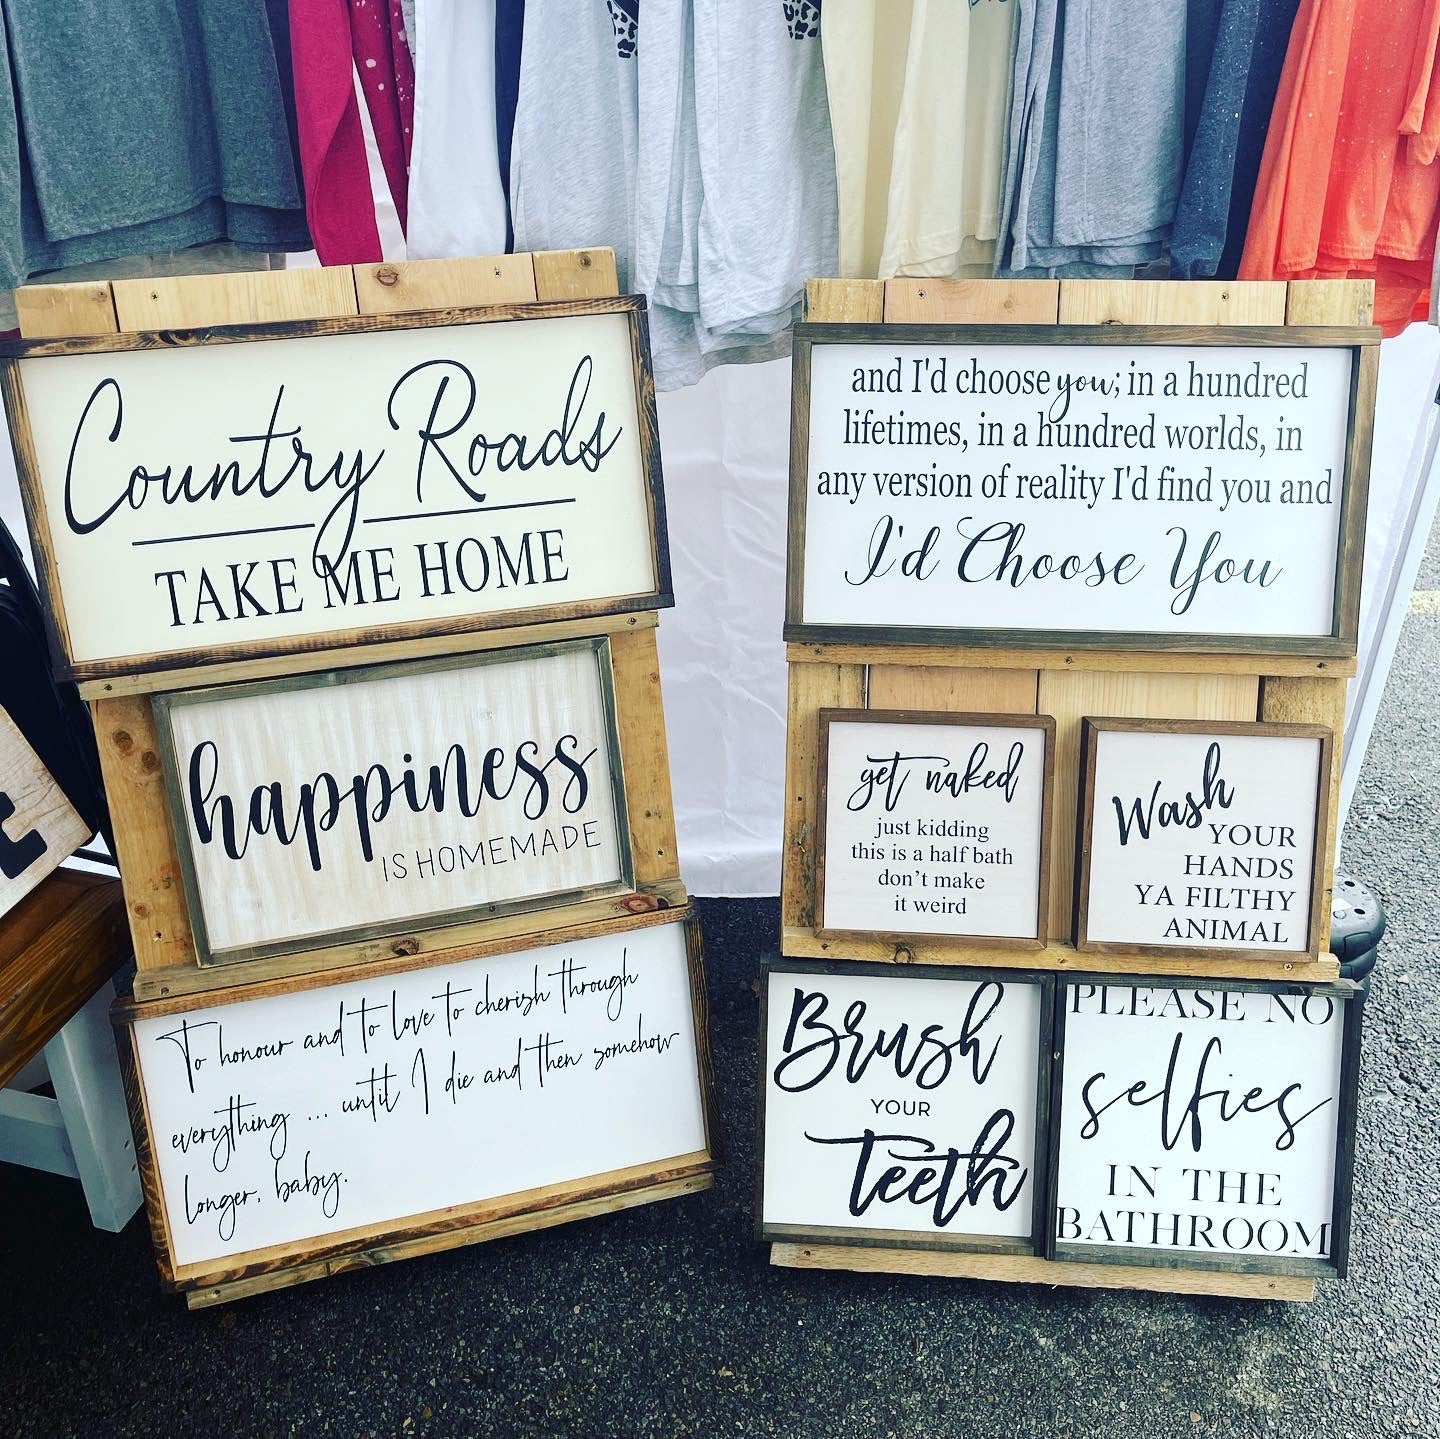 Country Roads
TAKE ME HOME
happiness
IS HOMEMADE
To honour and to love to cherish through
everything ... until I die and then somehow
longer, baby.
and I'd choose you; in a hundred
lifetimes, in a hundred worlds, in
any version of reality I'd find you and
I'd Choose You
get naked
just kidding
this is a half bath
don't make
it weird
Wash
YOUR
HANDS
YA FILTHY
ANIMAL
Brush
YOUR
Teeth
PLEASE NO
selfies
IN THE
BATHROOM